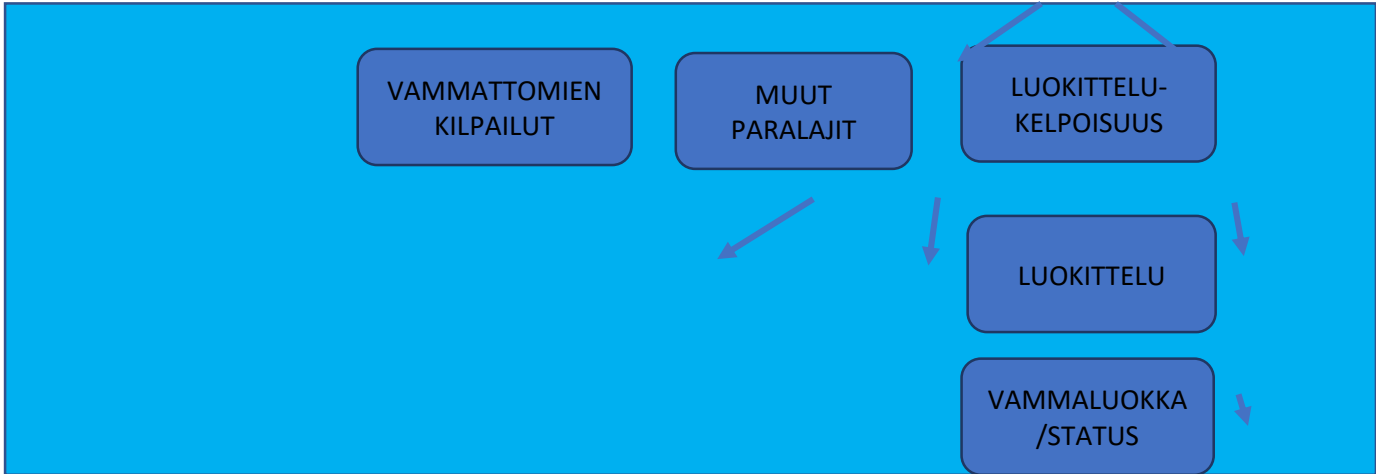 VAMMATTOMIEN
KILPAILUT
MUUT
PARALAJIT
LUOKITTELU-
KELPOISUUS
LUOKITTELU
VAMMALUOKKA
/STATUS